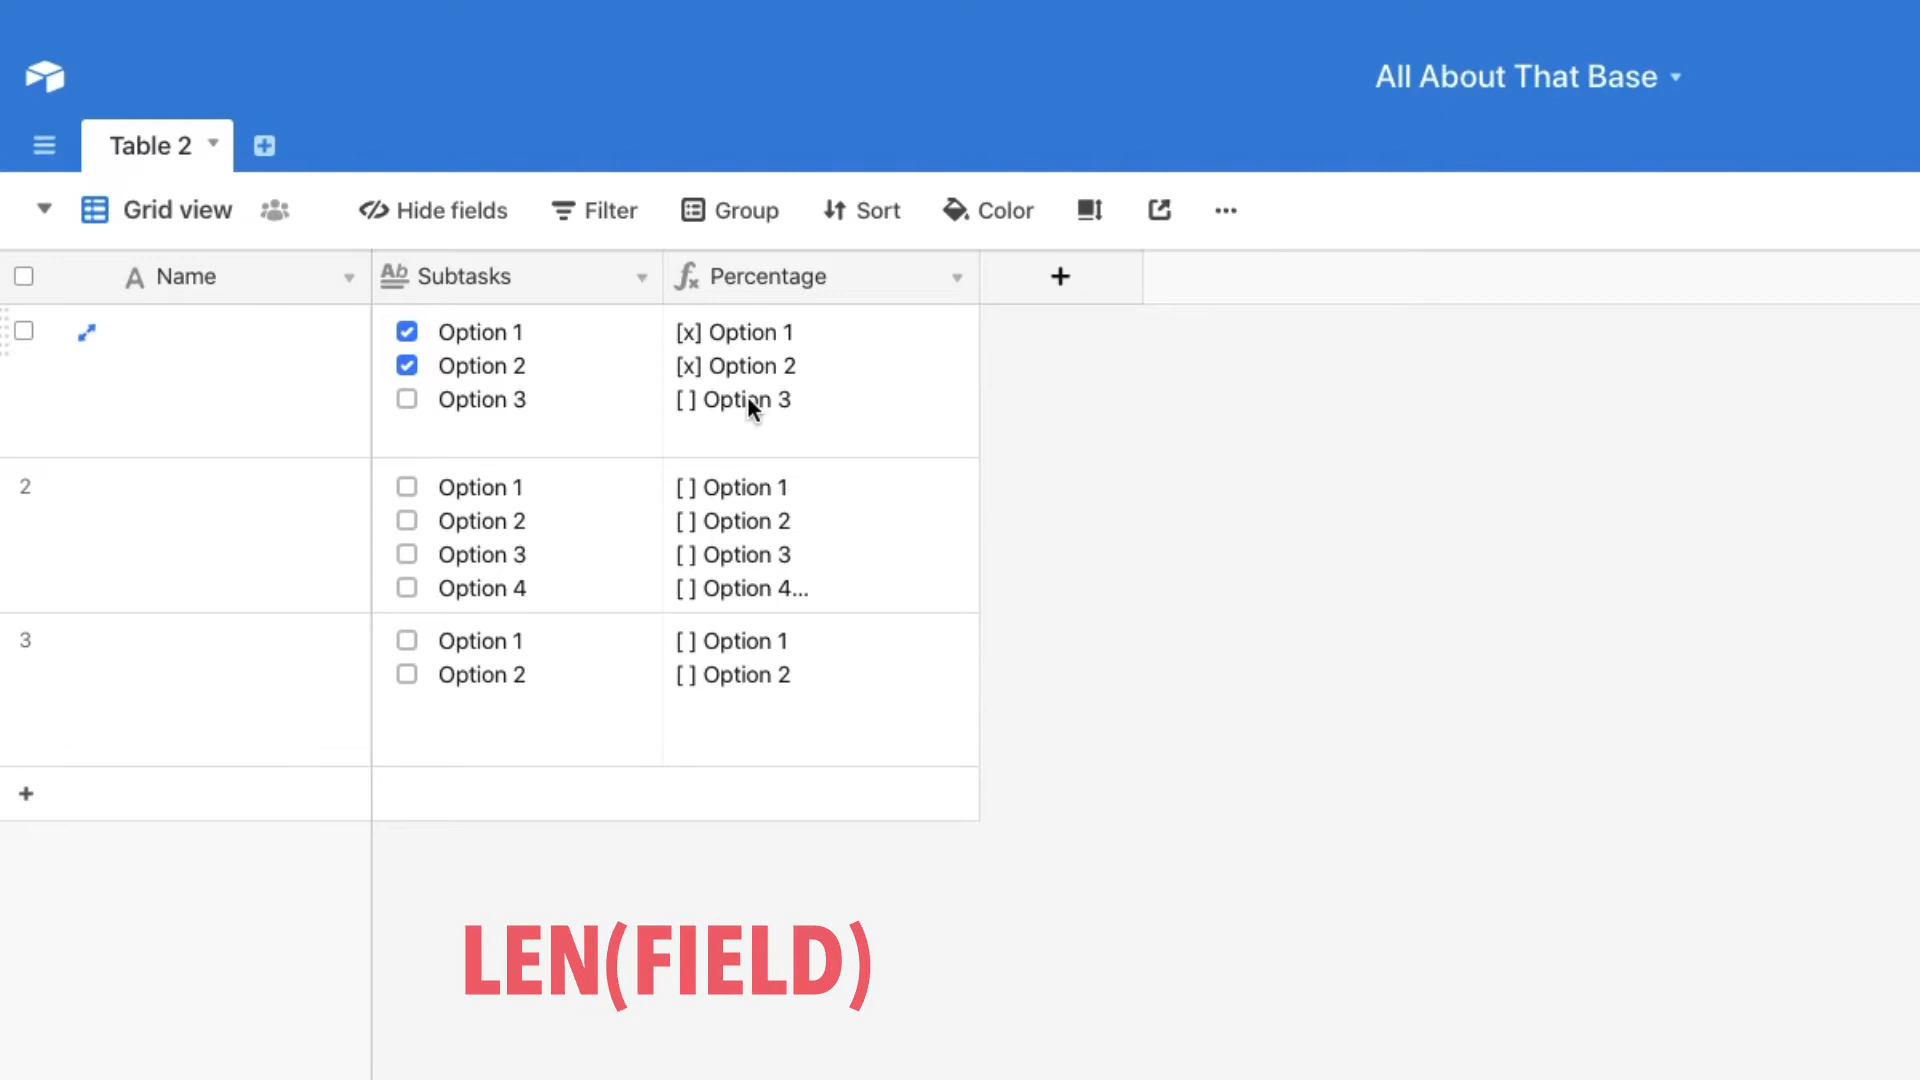 All About That Base
Table 2
Grid view
Hide fields
Filter
Group
Sort
Color
Name
Subtasks
Percentage
Option 1
Option 2
Option 3
[x] Option 1
[x] Option 2
[ ] Option 3
2
Option 1
Option 2
Option 3
Option 4
[ ] Option 1
[ ] Option 2
[ ] Option 3
[ ] Option 4...
3
Option 1
Option 2
[ ] Option 1
[ ] Option 2
LEN(FIELD)